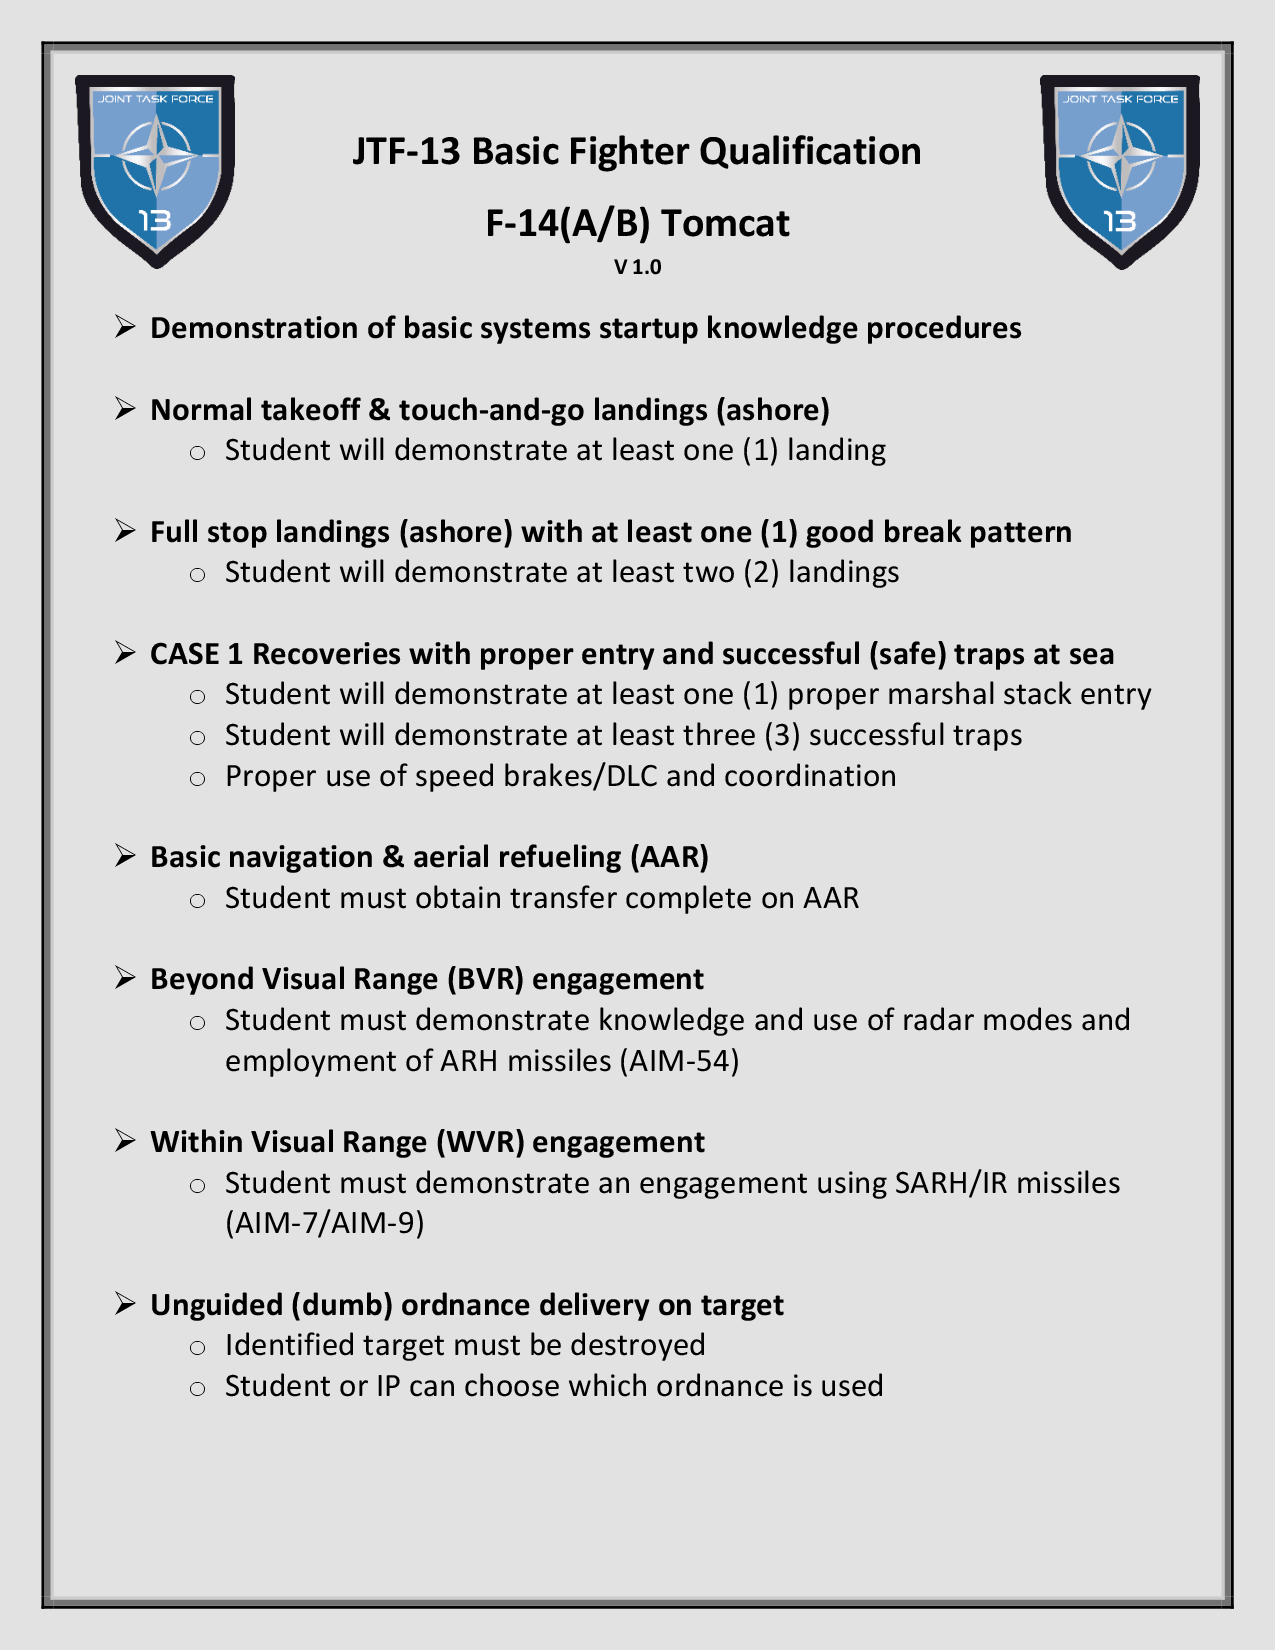 JOINT TASK FORCE
13
JOINT TASK FORCE
13
JTF-13 Basic Fighter Qualification
F-14(A/B) Tomcat
V 1.0
➢ Demonstration of basic systems startup knowledge procedures
➢ Normal takeoff & touch-and-go landings (ashore)
o Student will demonstrate at least one (1) landing
➢ Full stop landings (ashore) with at least one (1) good break pattern
o Student will demonstrate at least two (2) landings
➢ CASE 1 Recoveries with proper entry and successful (safe) traps at sea
o Student will demonstrate at least one (1) proper marshal stack entry
o Student will demonstrate at least three (3) successful traps
o Proper use of speed brakes/DLC and coordination
➢ Basic navigation & aerial refueling (AAR)
o Student must obtain transfer complete on AAR
➢ Beyond Visual Range (BVR) engagement
o Student must demonstrate knowledge and use of radar modes and
employment of ARH missiles (AIM-54)
➢ Within Visual Range (WVR) engagement
o Student must demonstrate an engagement using SARH/IR missiles
(AIM-7/AIM-9)
➢ Unguided (dumb) ordnance delivery on target
o Identified target must be destroyed
o Student or IP can choose which ordnance is used